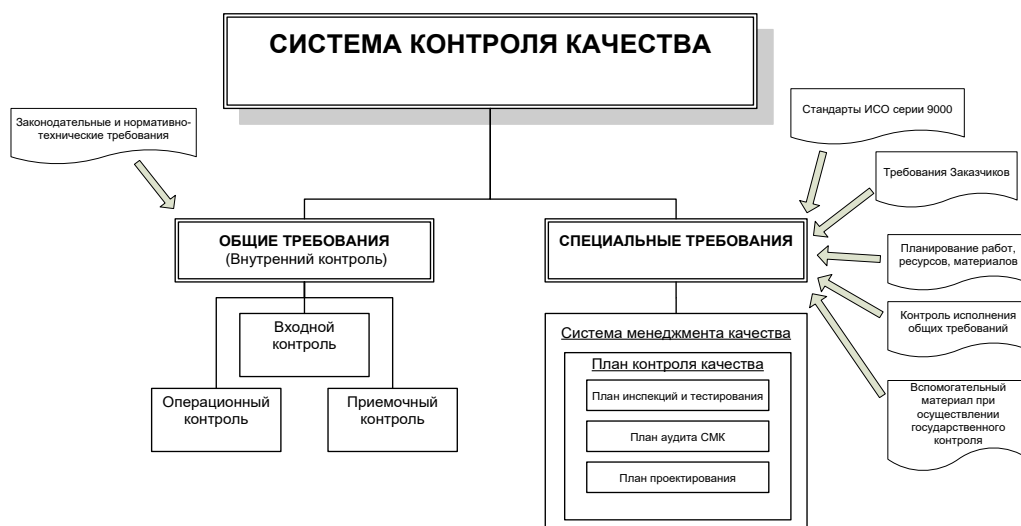 СИСТЕМА КОНТРОЛЯ КАЧЕСТВА
Законодательные и нормативно-
технические требования
Стандарты ИСО серии 9000
Требования Заказчиков
ОБЩИЕ ТРЕБОВАНИЯ
(Внутренний контроль)
СПЕЦИАЛЬНЫЕ ТРЕБОВАНИЯ
Планирование работ,
ресурсов, материалов
Контроль исполнения
общих требований
Вспомогательный
материал при
осуществлении
государственного
контроля
Входной
контроль
Операционный
контроль
Приемочный
контроль
Система менеджмента качества
План контроля качества
План инспекций и тестирования
План аудита СМК
План проектирования